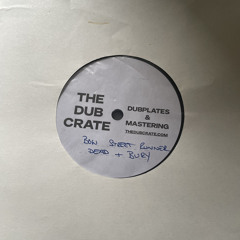 THE
DUB
CRATE
DUBPLATES
&
MASTERING
THEDUBCRATE.COM
BOW STREET RUNNER
DEAD + BURY